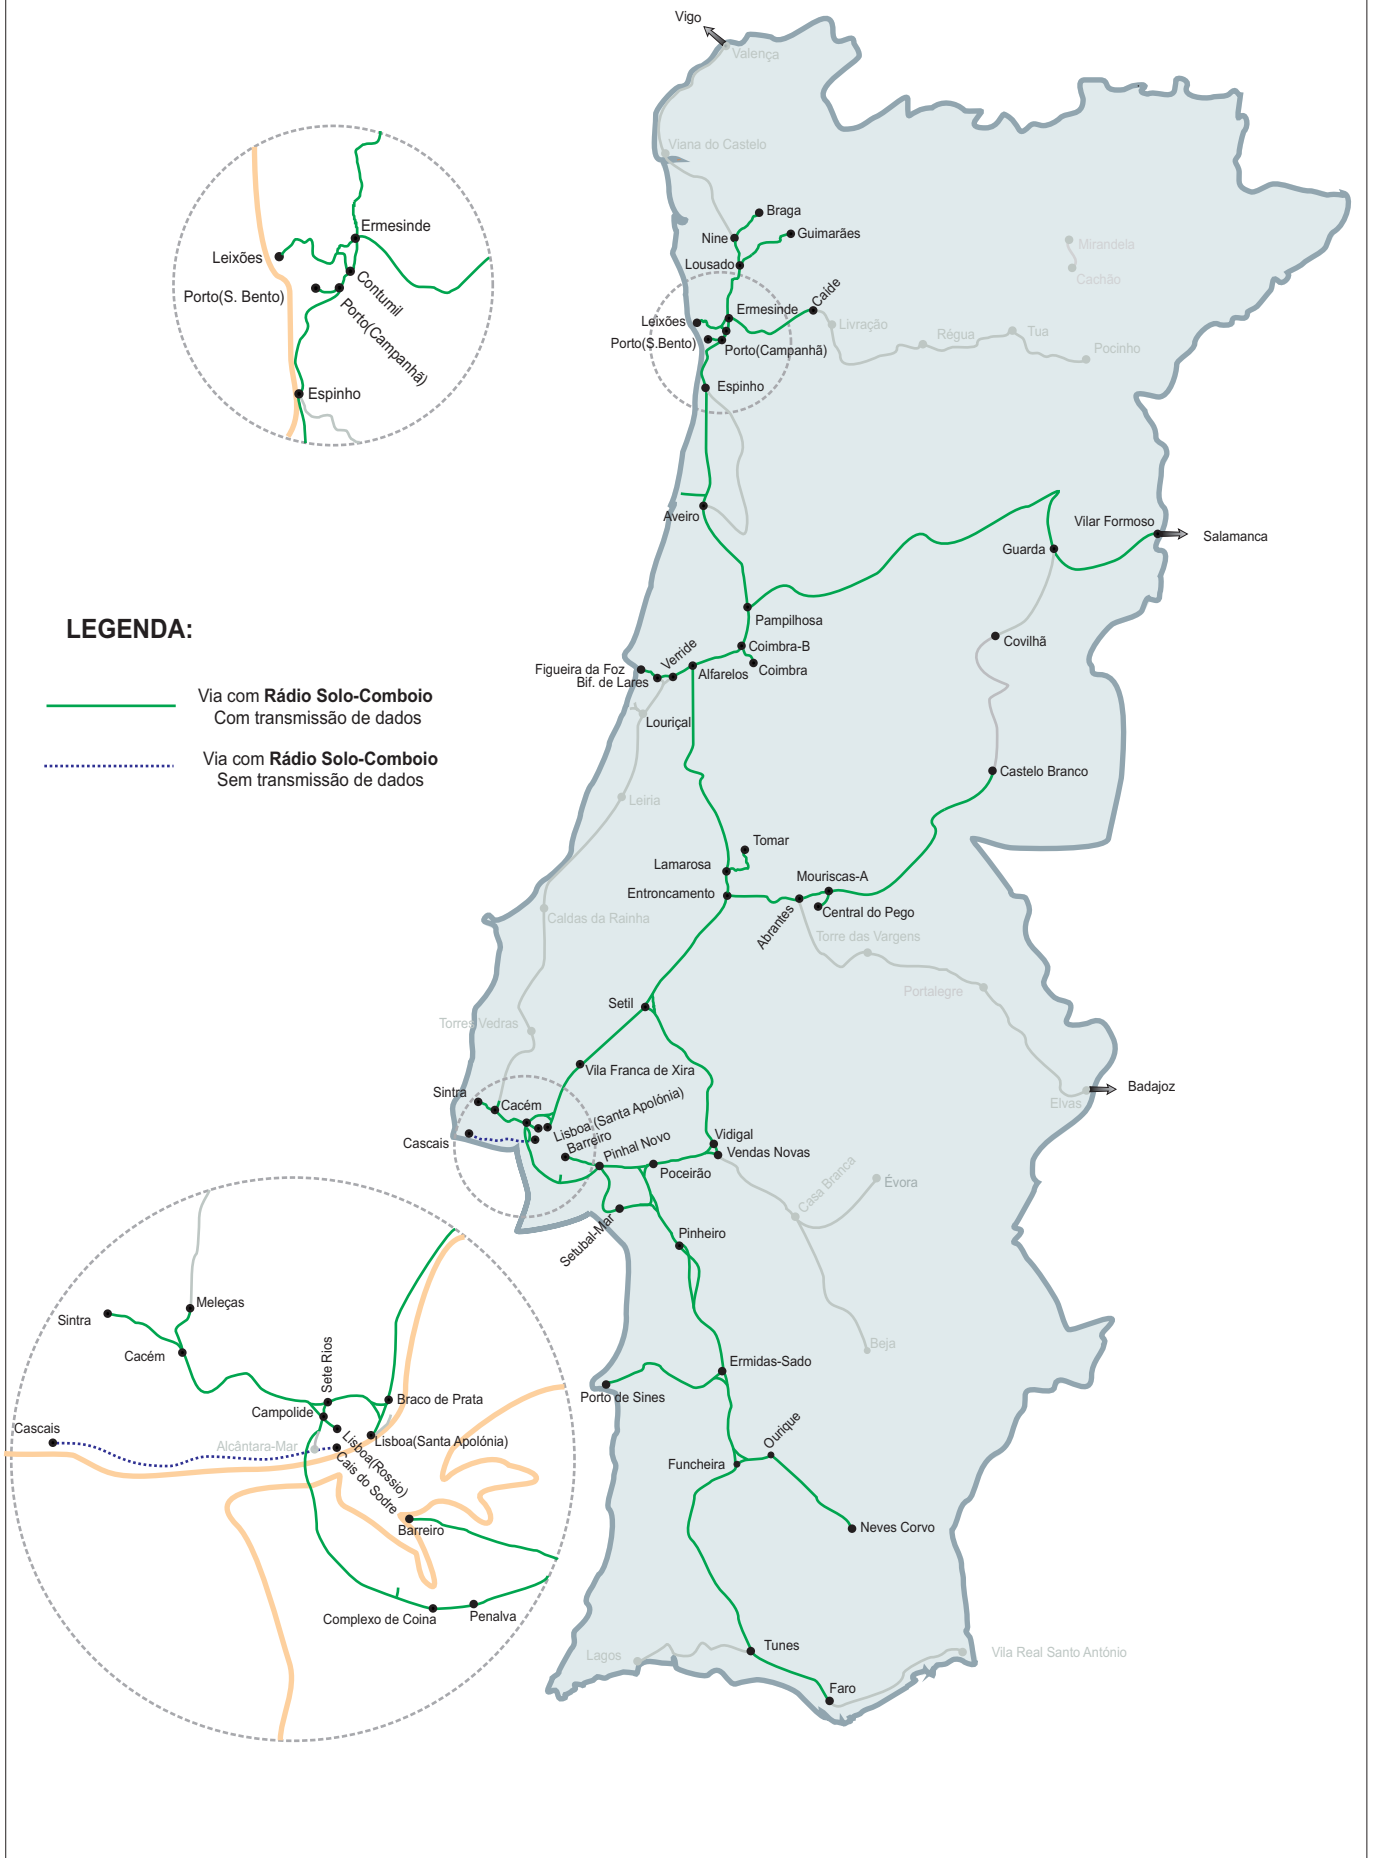 Vigo
Valença
Viana do Castelo
Braga
Guimarães
Nine
Lousado
Mirandela
Cachão
Ermesinde
Caíde
Leixões
Porto(S.Bento)
Porto(Campanhã)
Livração
Régua
Tua
Pocinho
Espinho
Ermesinde
Leixões
Contumil
Porto(S. Bento)
Porto(Campanhã)
Espinho
Aveiro
Vilar Formoso
Salamanca
Guarda
Pampilhosa
Coimbra-B
Covilhã
Verride
Figueira da Foz
Bif. de Lares
Alfarelos
Coimbra
Louriçal
LEGENDA:
Via com Rádio Solo-Comboio
Com transmissão de dados
Via com Rádio Solo-Comboio
Sem transmissão de dados
Castelo Branco
Leiria
Tomar
Lamarosa
Mouriscas-A
Entroncamento
Abrantes
Central do Pego
Caldas da Rainha
Torre das Vargens
Portalegre
Setil
Torres Vedras
Vila Franca de Xira
Badajoz
Elvas
Sintra
Cacém
Lisboa (Santa Apolónia)
Cascais
Barreiro
Pinhal Novo
Vidigal
Vendas Novas
Poceirão
Casa Branca
Évora
Setubal-Mar
Pinheiro
Beja
Ermidas-Sado
Porto de Sines
Ourique
Funcheira
Neves Corvo
Tunes
Lagos
Faro
Vila Real Santo António
Meleças
Sintra
Cacém
Sete Rios
Braco de Prata
Campolide
Cascais
Alcântara-Mar
Lisboa(Santa Apolónia)
Lisboa(Rossio)
Cais do Sodre
Barreiro
Complexo de Coina
Penalva